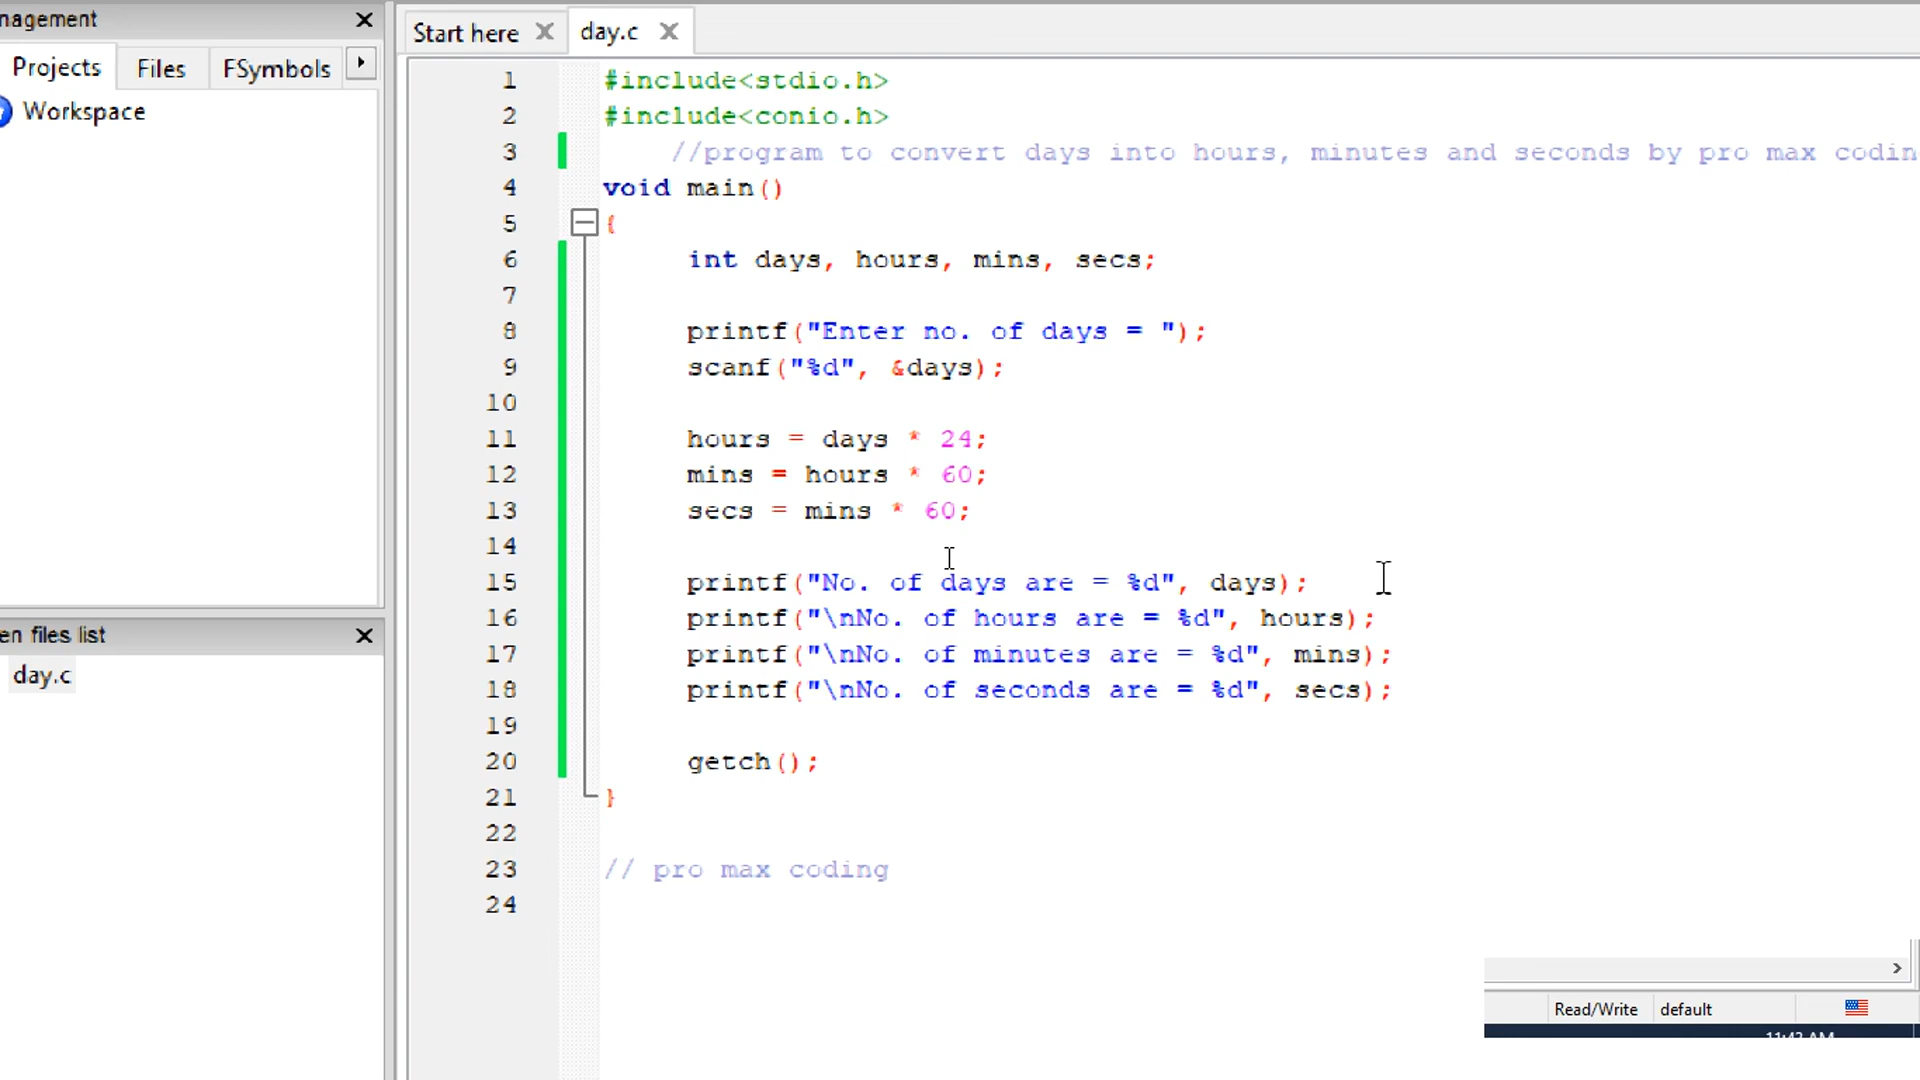 nagement
Projects
Files
FSymbols
Workspace
en files list
day.c
Start here
day.c
1 #include<stdio.h>
2 #include<conio.h>
3 //program to convert days into hours, minutes and seconds by pro max codin
4 void main()
5 {
6 int days, hours, mins, secs;
7
8 printf("Enter no. of days = ");
9 scanf("%d", &days);
10
11 hours = days * 24;
12 mins = hours * 60;
13 secs = mins * 60;
14
15 printf("No. of days are = %d", days);
16 printf("\nNo. of hours are = %d", hours);
17 printf("\nNo. of minutes are = %d", mins);
18 printf("\nNo. of seconds are = %d", secs);
19
20 getch();
21 }
22
23 // pro max coding
24
Read/Write default